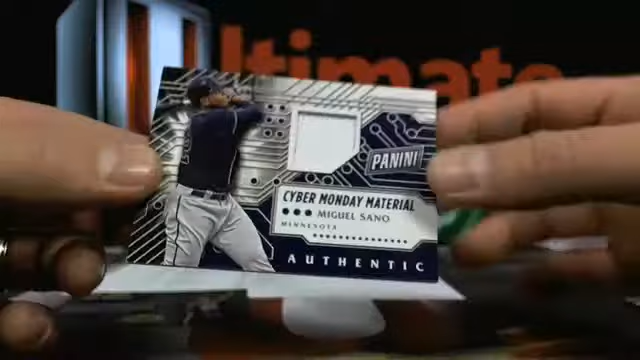 Ultimate
PANINI
CYBER MONDAY MATERIAL
MIGUEL SANO
MINNESOTA
AUTHENTIC